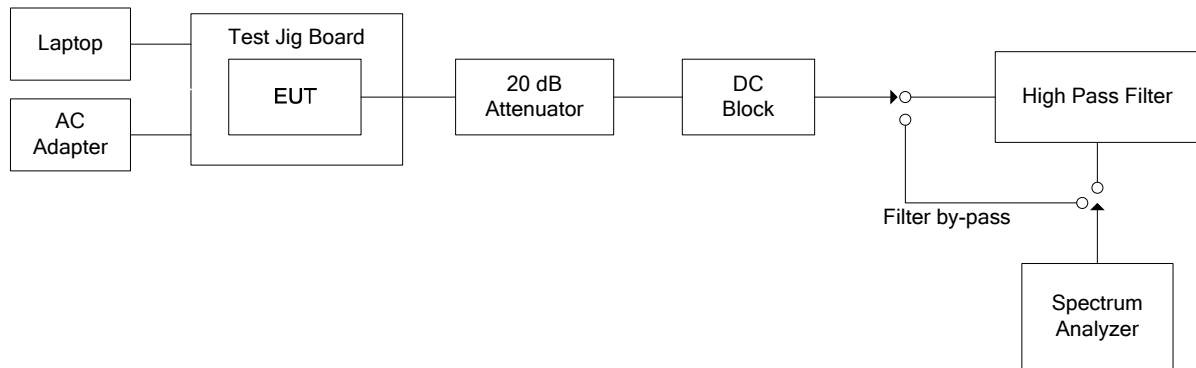 Laptop
AC
Adapter
Test Jig Board
EUT
20 dB
Attenuator
DC
Block
High Pass Filter
Filter by-pass
Spectrum
Analyzer